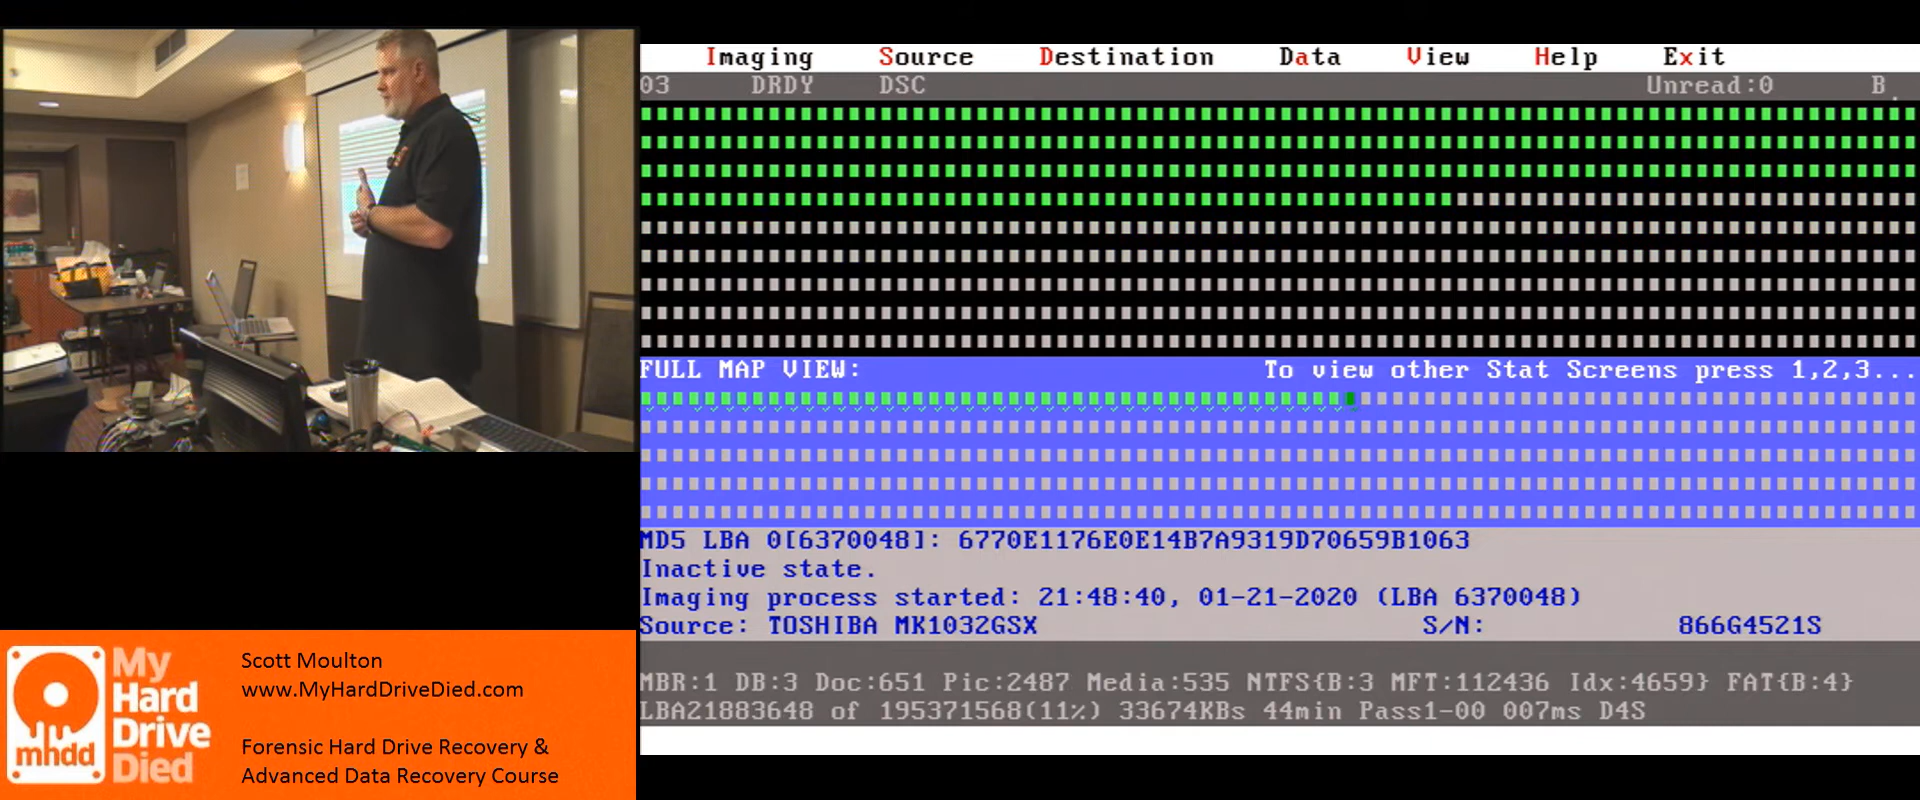 Imaging Source Destination Data View Help Exit
03 DRDY DSC Unread:0 B
FULL MAP VIEW: To view other Stat Screens press 1,2,3...
MD5 LBA 0[6370048]: 6770E1176E0E14B7A9319D70659B1063
Inactive state.
Imaging process started: 21:48:40, 01-21-2020 (LBA 6370048)
Source: TOSHIBA MK1032GSX S/N: 866G4521S
MBR:1 DB:3 Doc:651 Pic:2487 Media:535 NTFS{B:3 MFT:112436 Idx:4659} FAT{B:4}
LBA21883648 of 195371568(11%) 33674KBs 44min Pass1-00 007ms D4S
mhdd
My
Hard
Drive
Died
Scott Moulton
www.MyHardDriveDied.com
Forensic Hard Drive Recovery &
Advanced Data Recovery Course